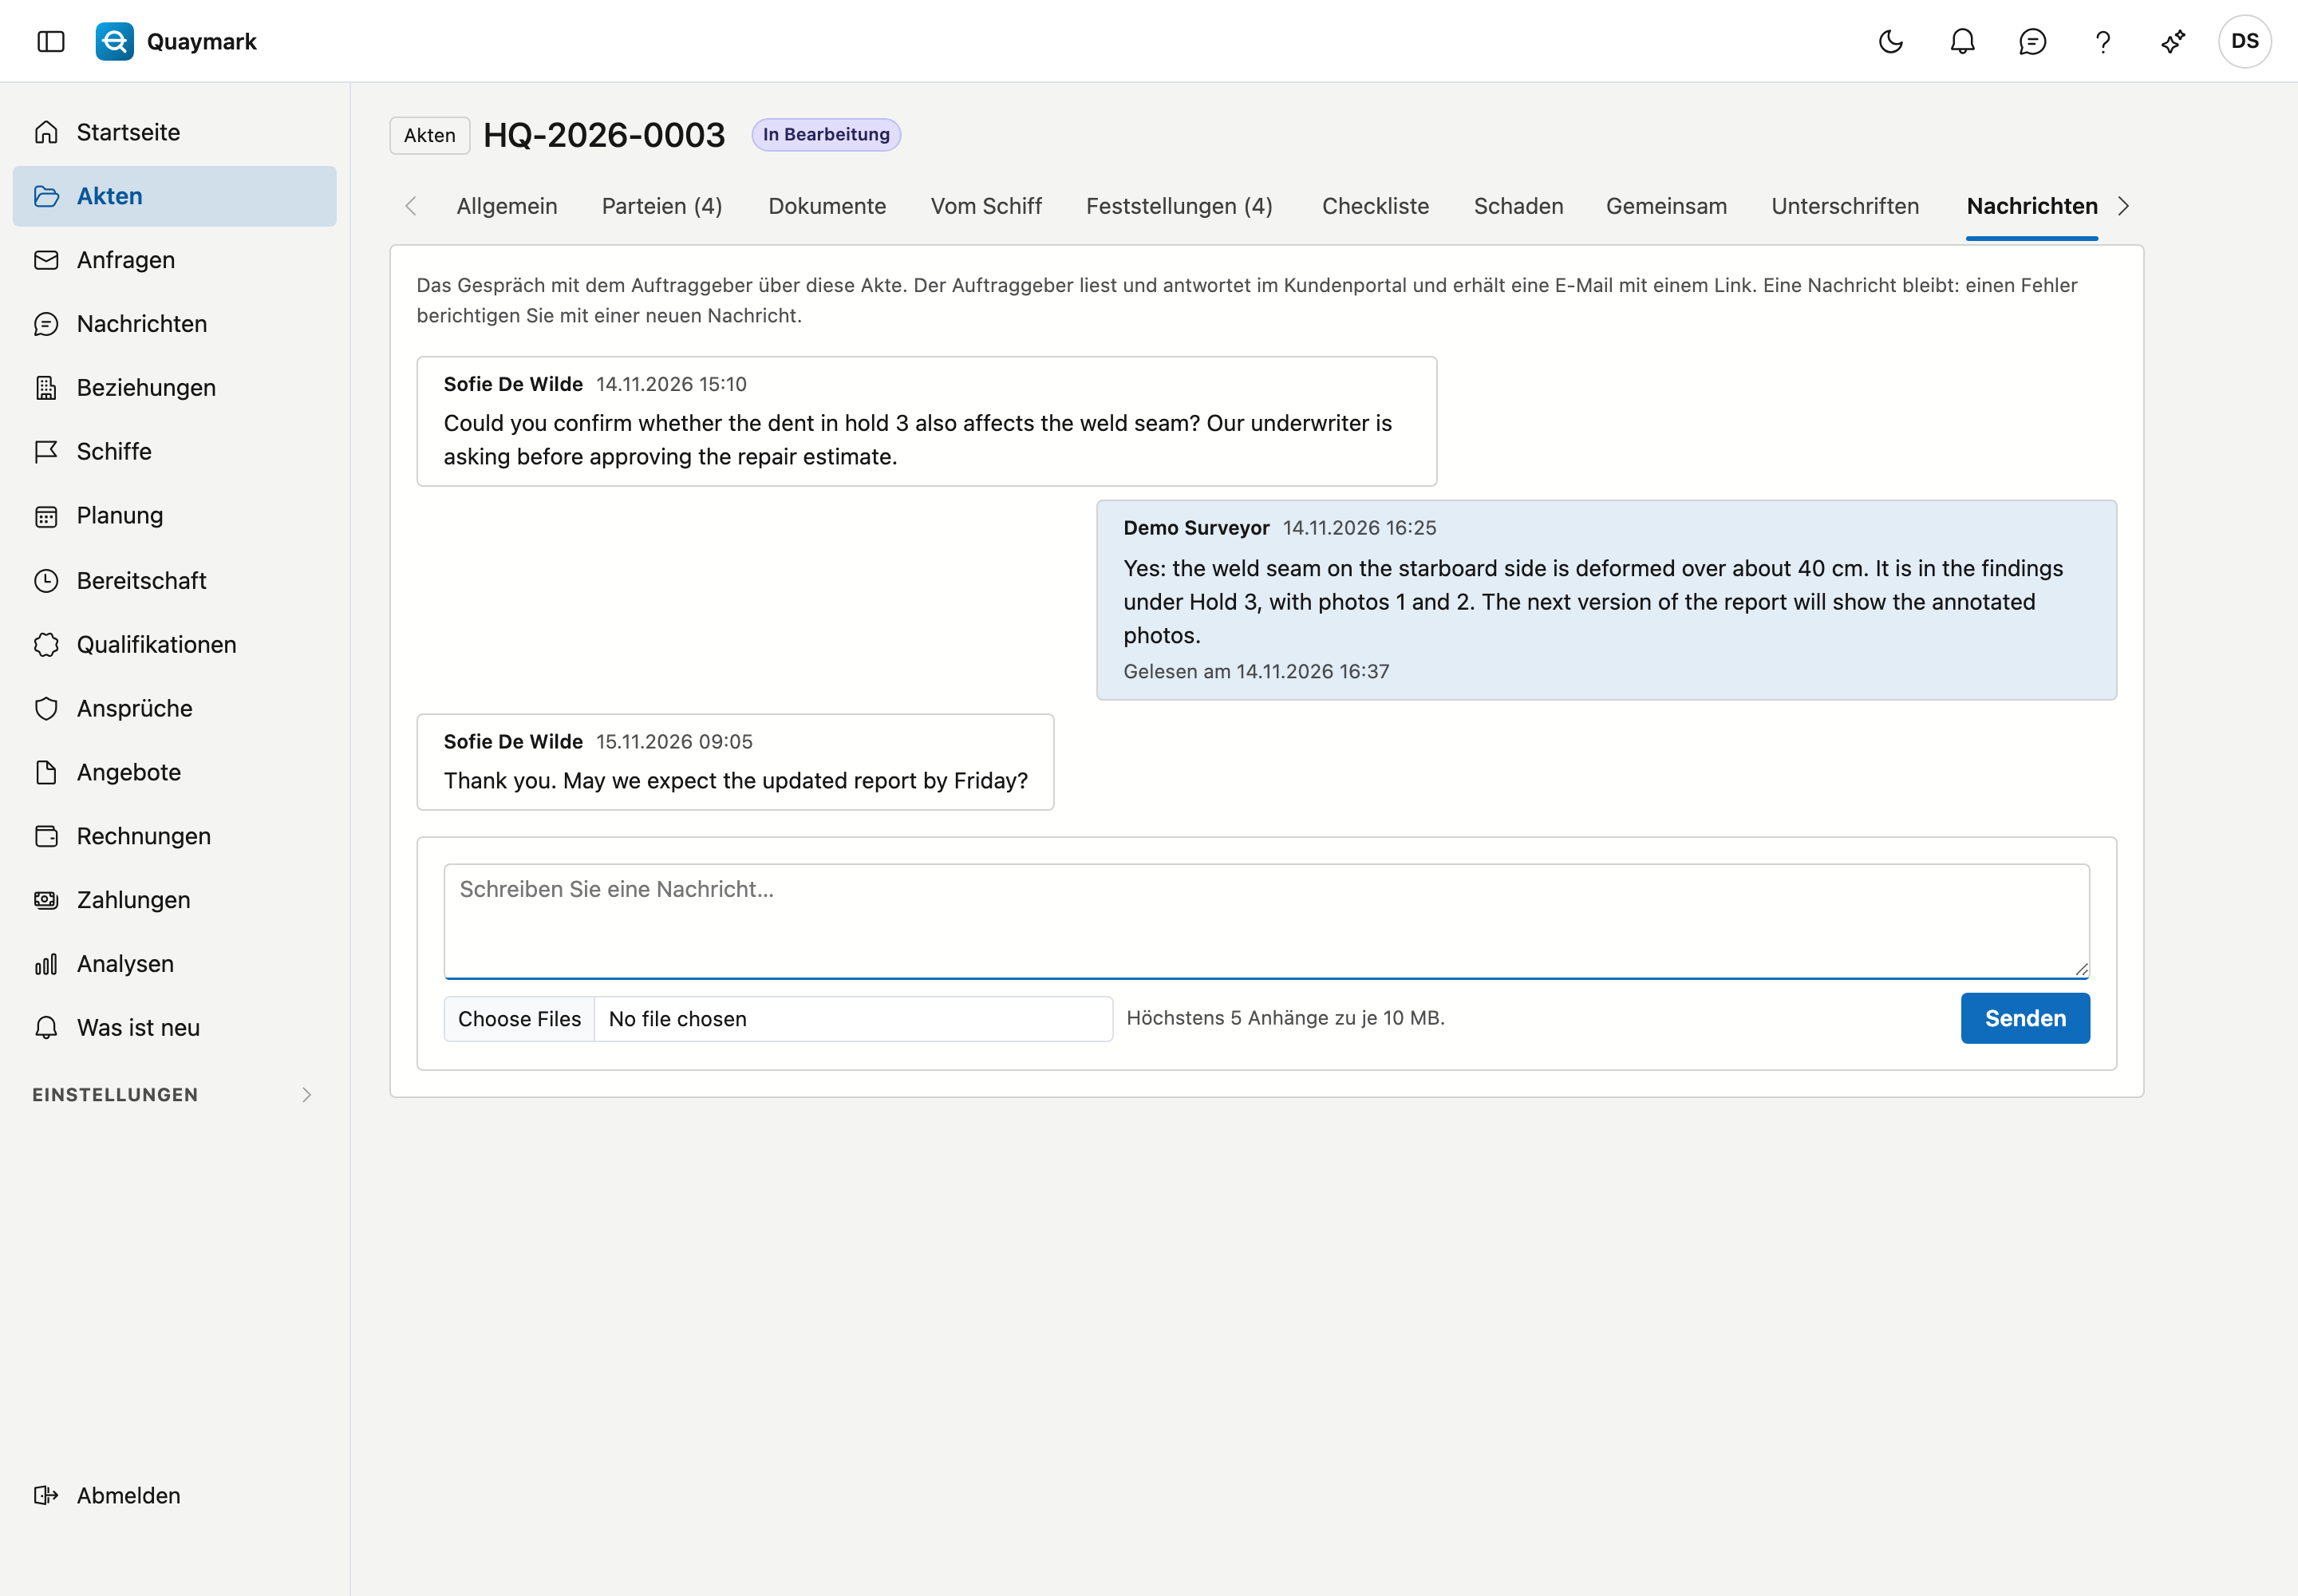 Quaymark
DS
Startseite
Akten
Anfragen
Nachrichten
Beziehungen
Schiffe
Planung
Bereitschaft
Qualifikationen
Ansprüche
Angebote
Rechnungen
Zahlungen
Analysen
Was ist neu
EINSTELLUNGEN
Abmelden
Akten HQ-2026-0003 In Bearbeitung
Allgemein Parteien (4) Dokumente Vom Schiff Feststellungen (4) Checkliste Schaden Gemeinsam Unterschriften Nachrichten
Das Gespräch mit dem Auftraggeber über diese Akte. Der Auftraggeber liest und antwortet im Kundenportal und erhält eine E-Mail mit einem Link. Eine Nachricht bleibt: einen Fehler
berichtigen Sie mit einer neuen Nachricht.
Sofie De Wilde 14.11.2026 15:10
Could you confirm whether the dent in hold 3 also affects the weld seam? Our underwriter is
asking before approving the repair estimate.
Demo Surveyor 14.11.2026 16:25
Yes: the weld seam on the starboard side is deformed over about 40 cm. It is in the findings
under Hold 3, with photos 1 and 2. The next version of the report will show the annotated
photos.
Gelesen am 14.11.2026 16:37
Sofie De Wilde 15.11.2026 09:05
Thank you. May we expect the updated report by Friday?
Schreiben Sie eine Nachricht...
Choose Files No file chosen Höchstens 5 Anhänge zu je 10 MB. Senden